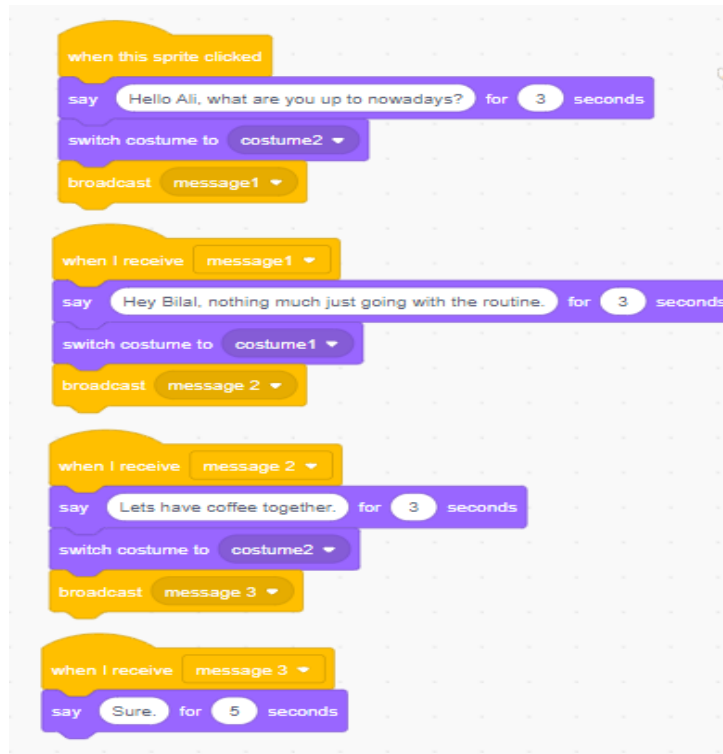 when this sprite clicked
say Hello Ali, what are you up to nowadays? for 3 seconds
switch costume to costume2
broadcast message1
when I receive message1
say Hey Bilal, nothing much just going with the routine. for 3 seconds
switch costume to costume1
broadcast message 2
when I receive message 2
say Lets have coffee together. for 3 seconds
switch costume to costume2
broadcast message 3
when I receive message 3
say Sure. for 5 seconds